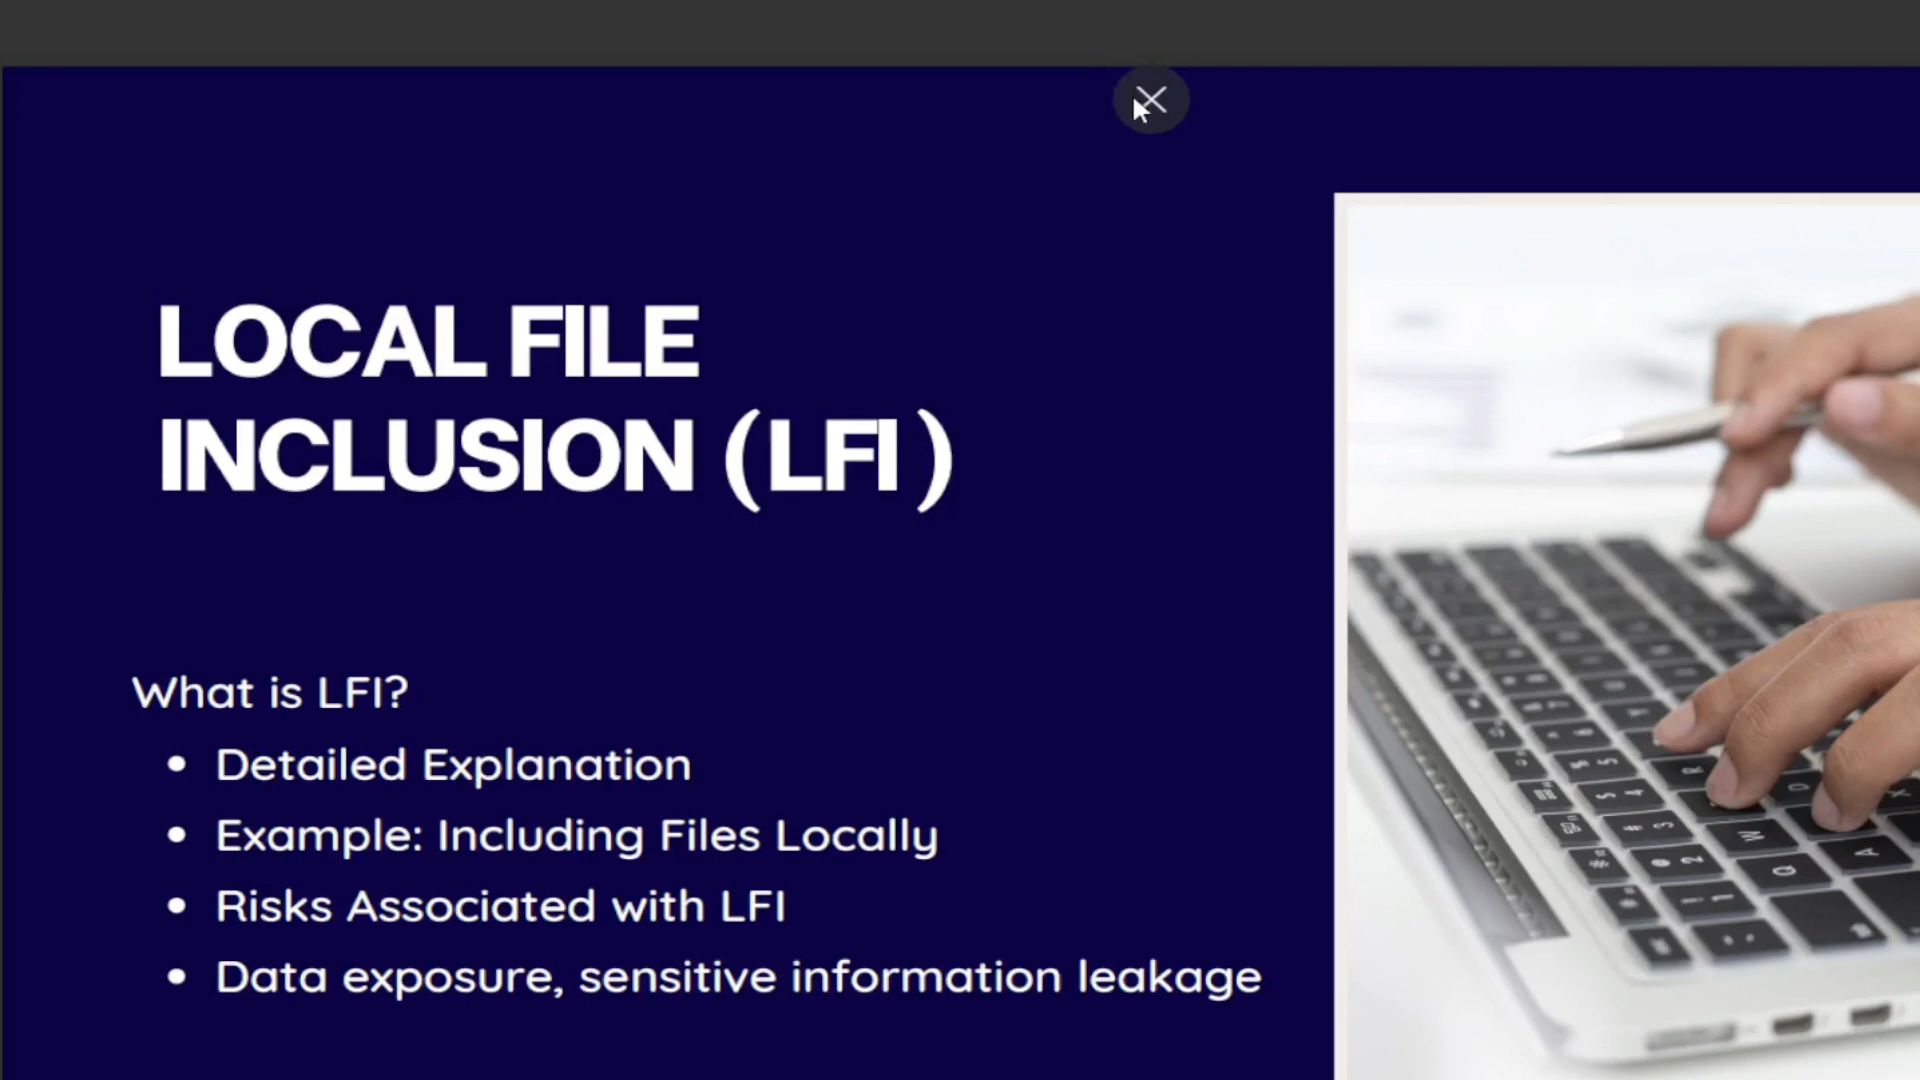 LOCAL FILE
INCLUSION (LFI)
What is LFI?
• Detailed Explanation
• Example: Including Files Locally
• Risks Associated with LFI
• Data exposure, sensitive information leakage